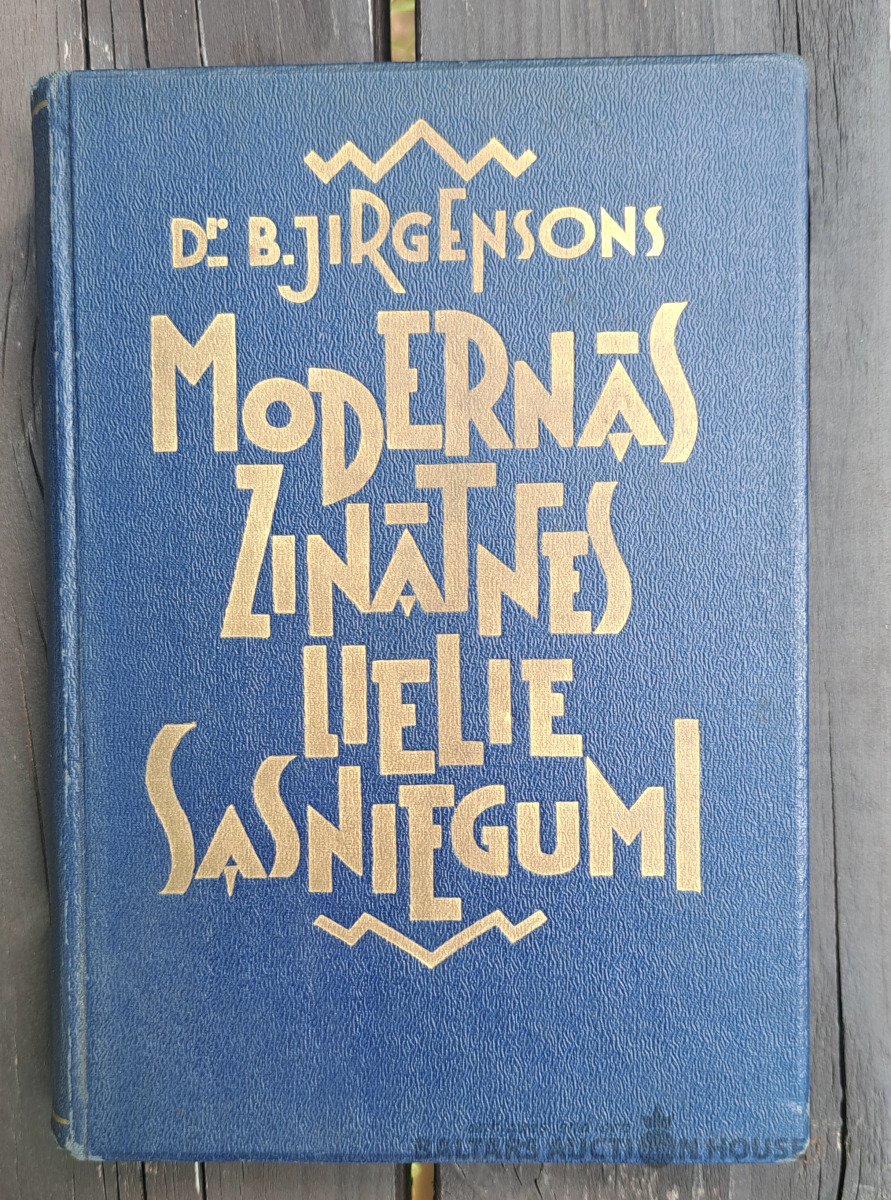 Dr. B. JIRGENSONS
MODERNĀS
ZINĀTNES
LIELIE
SASNIEGUMI
BALTARS AUCTION HOUSE